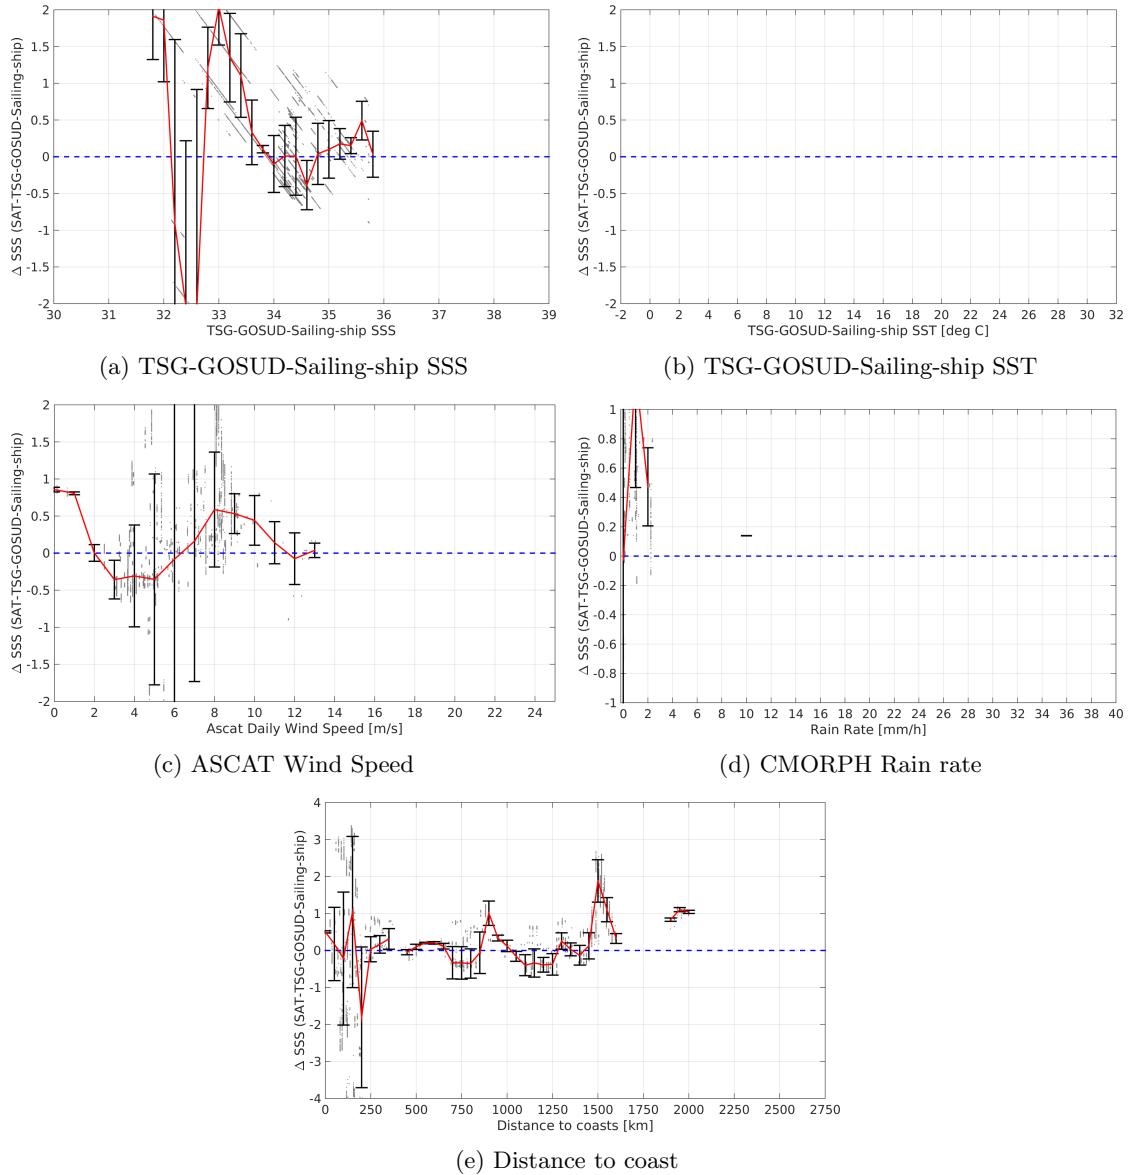 2
1.5
1
0.5
0
-0.5
-1
-1.5
-2
Δ SSS (SAT-TSG-GOSUD-Sailing-ship)
30 31 32 33 34 35 36 37 38 39
TSG-GOSUD-Sailing-ship SSS
(a) TSG-GOSUD-Sailing-ship SSS
2
1.5
1
0.5
0
-0.5
-1
-1.5
-2
Δ SSS (SAT-TSG-GOSUD-Sailing-ship)
-2 0 2 4 6 8 10 12 14 16 18 20 22 24 26 28 30 32
TSG-GOSUD-Sailing-ship SST [deg C]
(b) TSG-GOSUD-Sailing-ship SST
2
1.5
1
0.5
0
-0.5
-1
-1.5
-2
Δ SSS (SAT-TSG-GOSUD-Sailing-ship)
0 2 4 6 8 10 12 14 16 18 20 22 24
Ascat Daily Wind Speed [m/s]
(c) ASCAT Wind Speed
1
0.8
0.6
0.4
0.2
0
-0.2
-0.4
-0.6
-0.8
-1
Δ SSS (SAT-TSG-GOSUD-Sailing-ship)
0 2 4 6 8 10 12 14 16 18 20 22 24 26 28 30 32 34 36 38 40
Rain Rate [mm/h]
(d) CMORPH Rain rate
4
3
2
1
0
-1
-2
-3
-4
Δ SSS (SAT-TSG-GOSUD-Sailing-ship)
0 250 500 750 1000 1250 1500 1750 2000 2250 2500 2750
Distance to coasts [km]
(e) Distance to coast